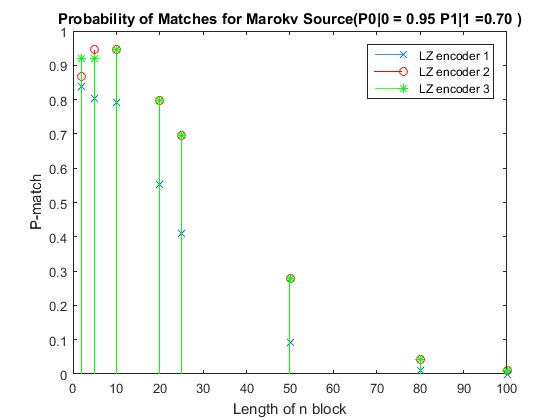 Probability of Matches for Marokv Source(P0|0 = 0.95 P1|1 =0.70 )
LZ encoder 1
LZ encoder 2
LZ encoder 3
1
0.9
0.8
0.7
0.6
0.5
0.4
0.3
0.2
0.1
0
P-match
0 10 20 30 40 50 60 70 80 90 100
Length of n block